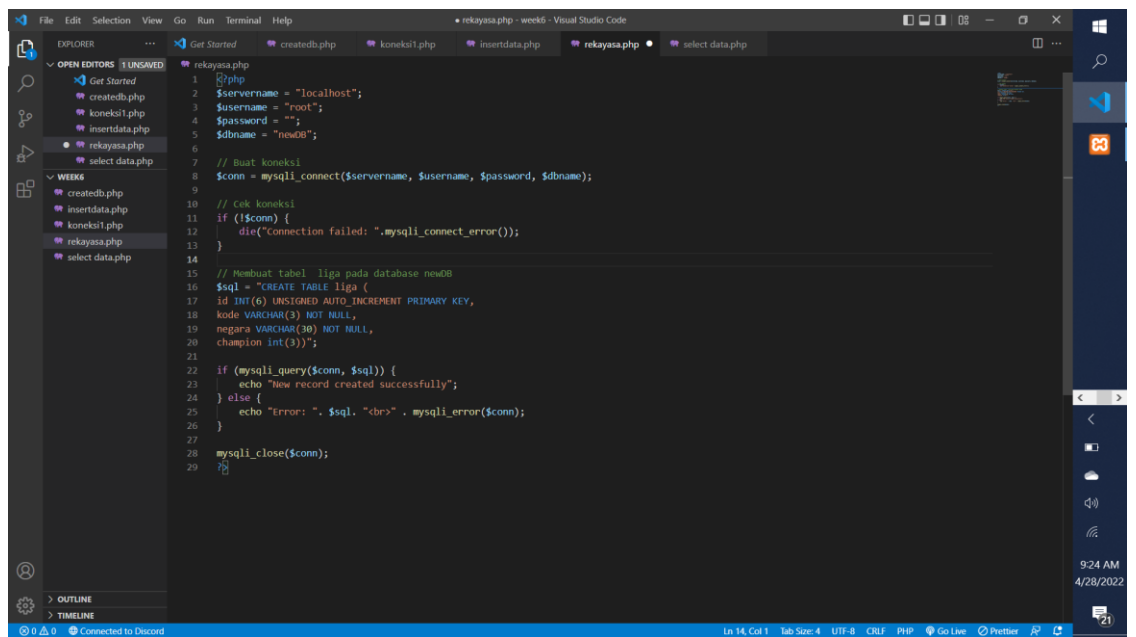 File Edit Selection View Go Run Terminal Help
● rekayasa.php - week6 - Visual Studio Code
EXPLORER
Get Started createdb.php koneksi1.php insertdata.php rekayasa.php ● select data.php
OPEN EDITORS 1 UNSAVED
Get Started
createdb.php
koneksi1.php
insertdata.php
● rekayasa.php
select data.php
WEEK6
createdb.php
insertdata.php
koneksi1.php
rekayasa.php
select data.php
OUTLINE
TIMELINE
rekayasa.php
1 <?php
2 $servername = "localhost";
3 $username = "root";
4 $password = "";
5 $dbname = "newDB";
6
7 // Buat koneksi
8 $conn = mysqli_connect($servername, $username, $password, $dbname);
9
10 // Cek koneksi
11 if (!$conn) {
12 die("Connection failed: ".mysqli_connect_error());
13 }
14
15 // Membuat tabel  liga pada database newDB
16 $sql = "CREATE TABLE liga (
17 id INT(6) UNSIGNED AUTO_INCREMENT PRIMARY KEY,
18 kode VARCHAR(3) NOT NULL,
19 negara VARCHAR(30) NOT NULL,
20 champion int(3))";
21
22 if (mysqli_query($conn, $sql)) {
23 echo "New record created successfully";
24 } else {
25 echo "Error: ". $sql. "<br>" . mysqli_error($conn);
26 }
27
28 mysqli_close($conn);
29 ?>
9:24 AM
4/28/2022
21
0 0 Connected to Discord
Ln 14, Col 1 Tab Size: 4 UTF-8 CRLF PHP Go Live Prettier